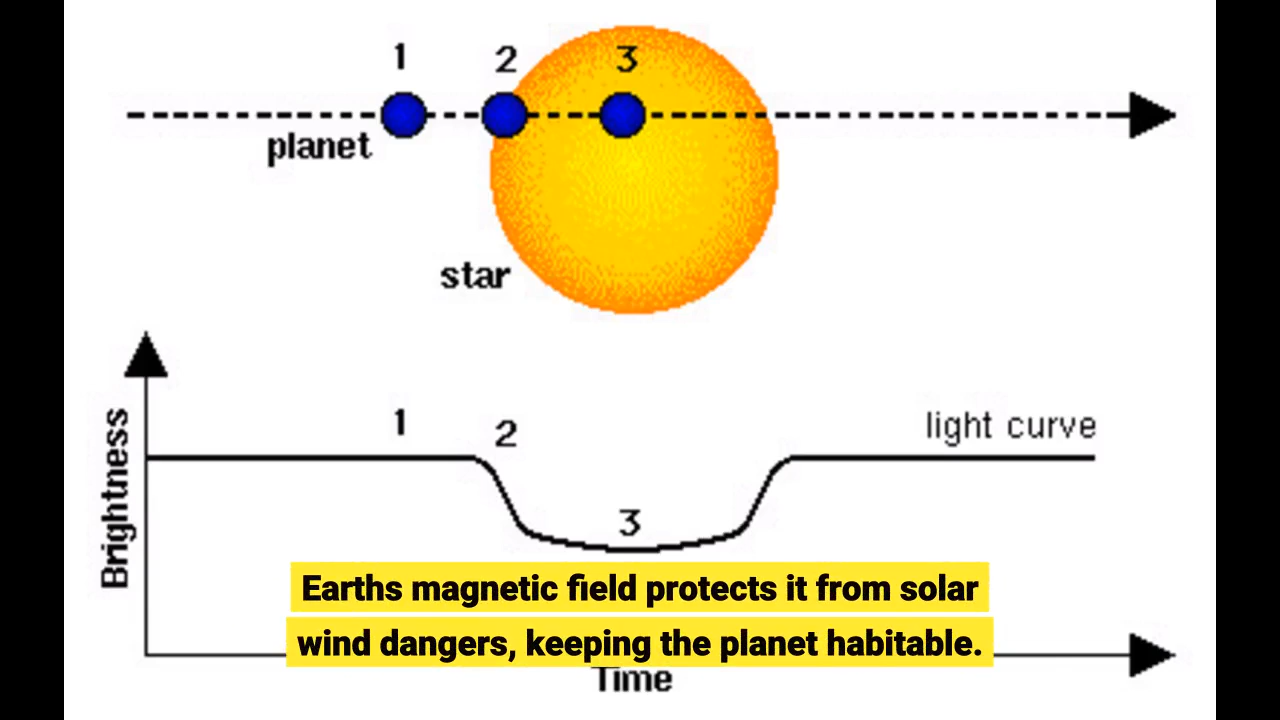 1 2 3
planet
star
Brightness
1 2
light curve
3
Earths magnetic field protects it from solar
wind dangers, keeping the planet habitable.
Time